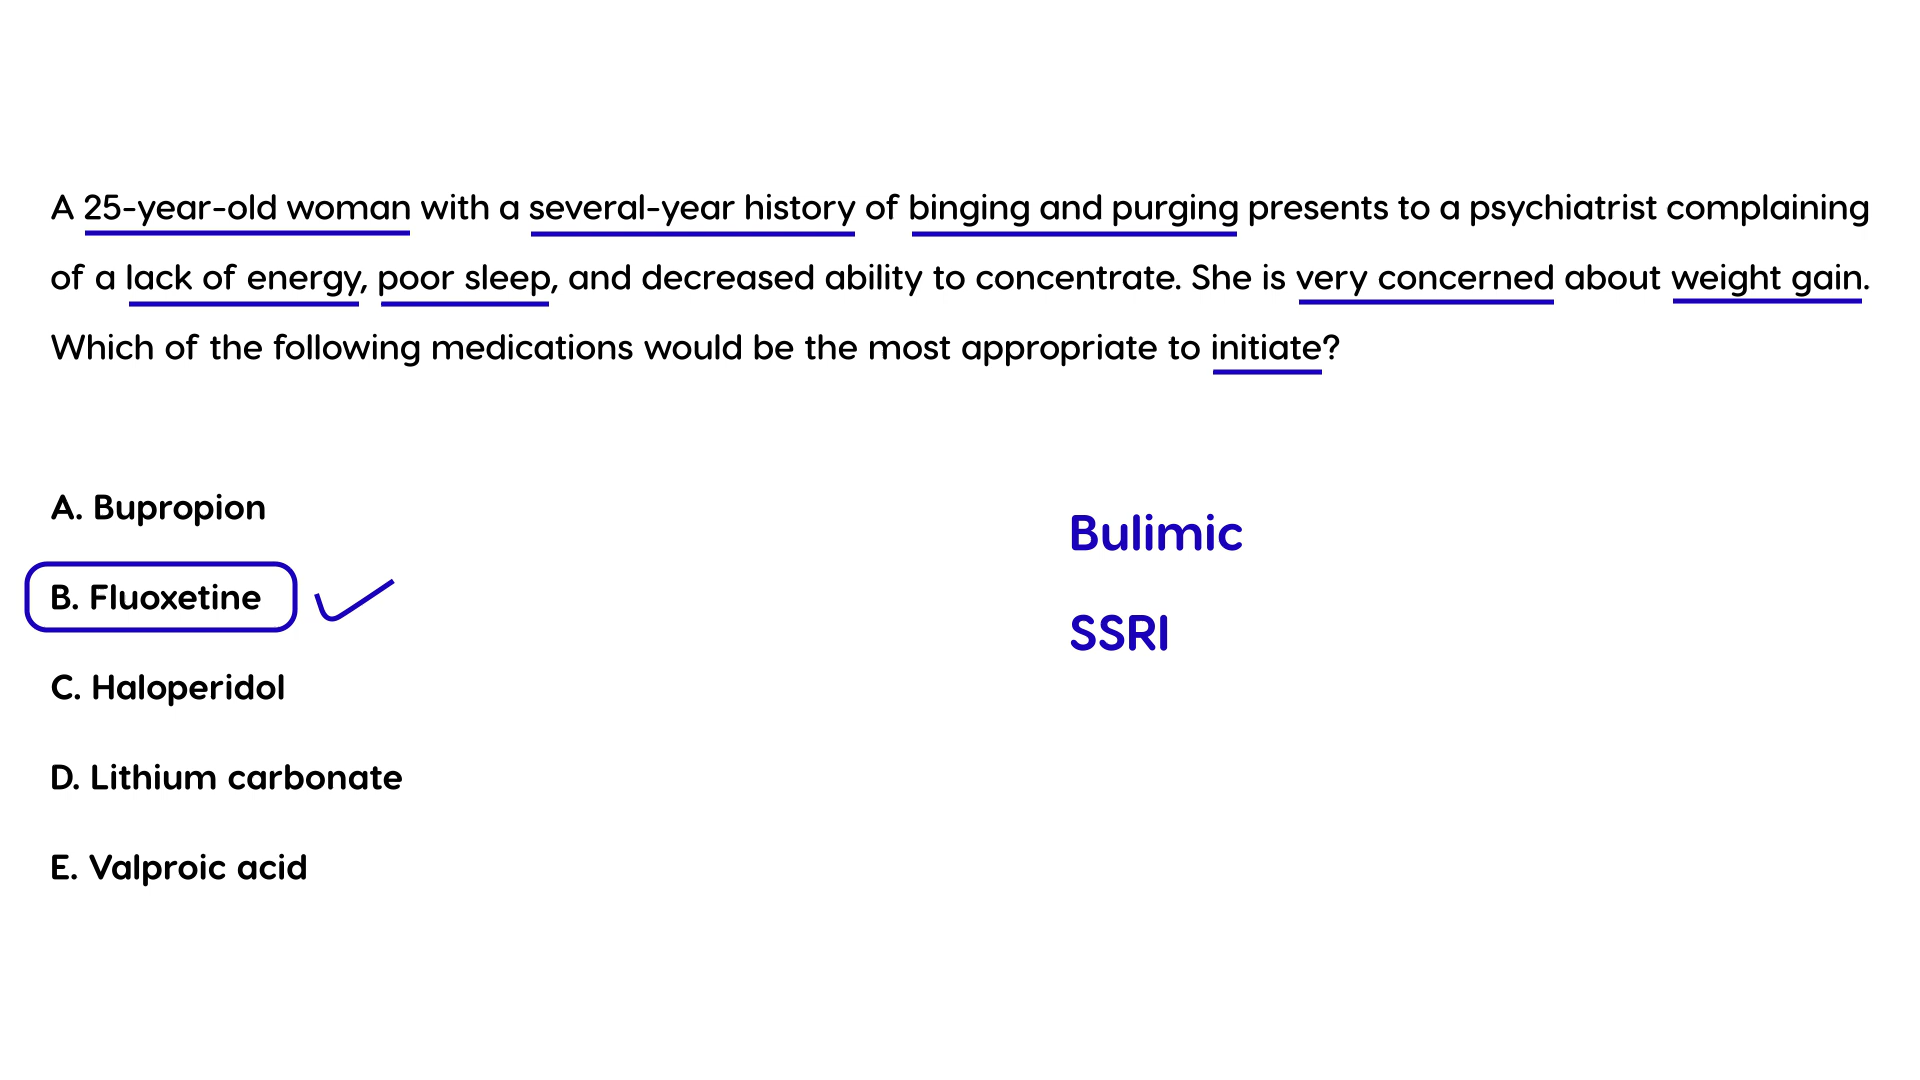 A 25-year-old woman with a several-year history of binging and purging presents to a psychiatrist complaining
of a lack of energy, poor sleep, and decreased ability to concentrate. She is very concerned about weight gain.
Which of the following medications would be the most appropriate to initiate?
A. Bupropion
B. Fluoxetine
C. Haloperidol
D. Lithium carbonate
E. Valproic acid
Bulimic
SSRI